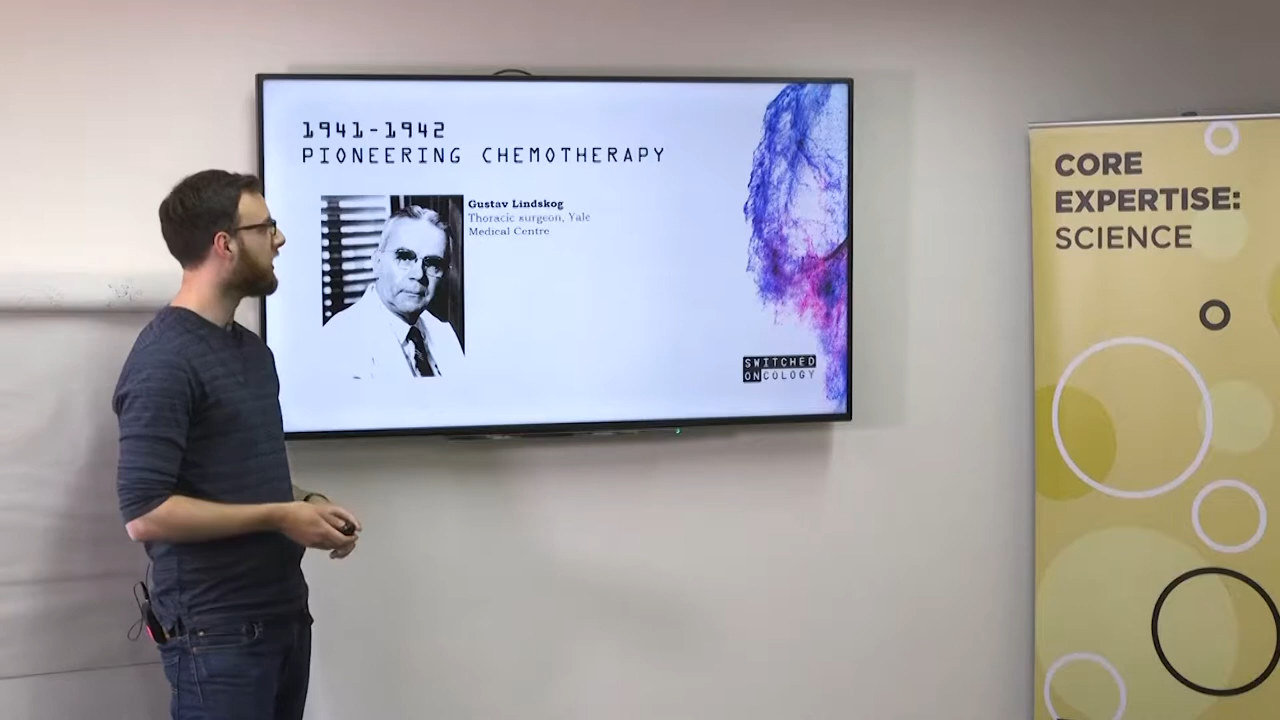 1941-1942
PIONEERING CHEMOTHERAPY
Gustav Lindskog
Thoracic surgeon, Yale
Medical Centre
SWITCHED
ONCOLOGY
CORE
EXPERTISE:
SCIENCE